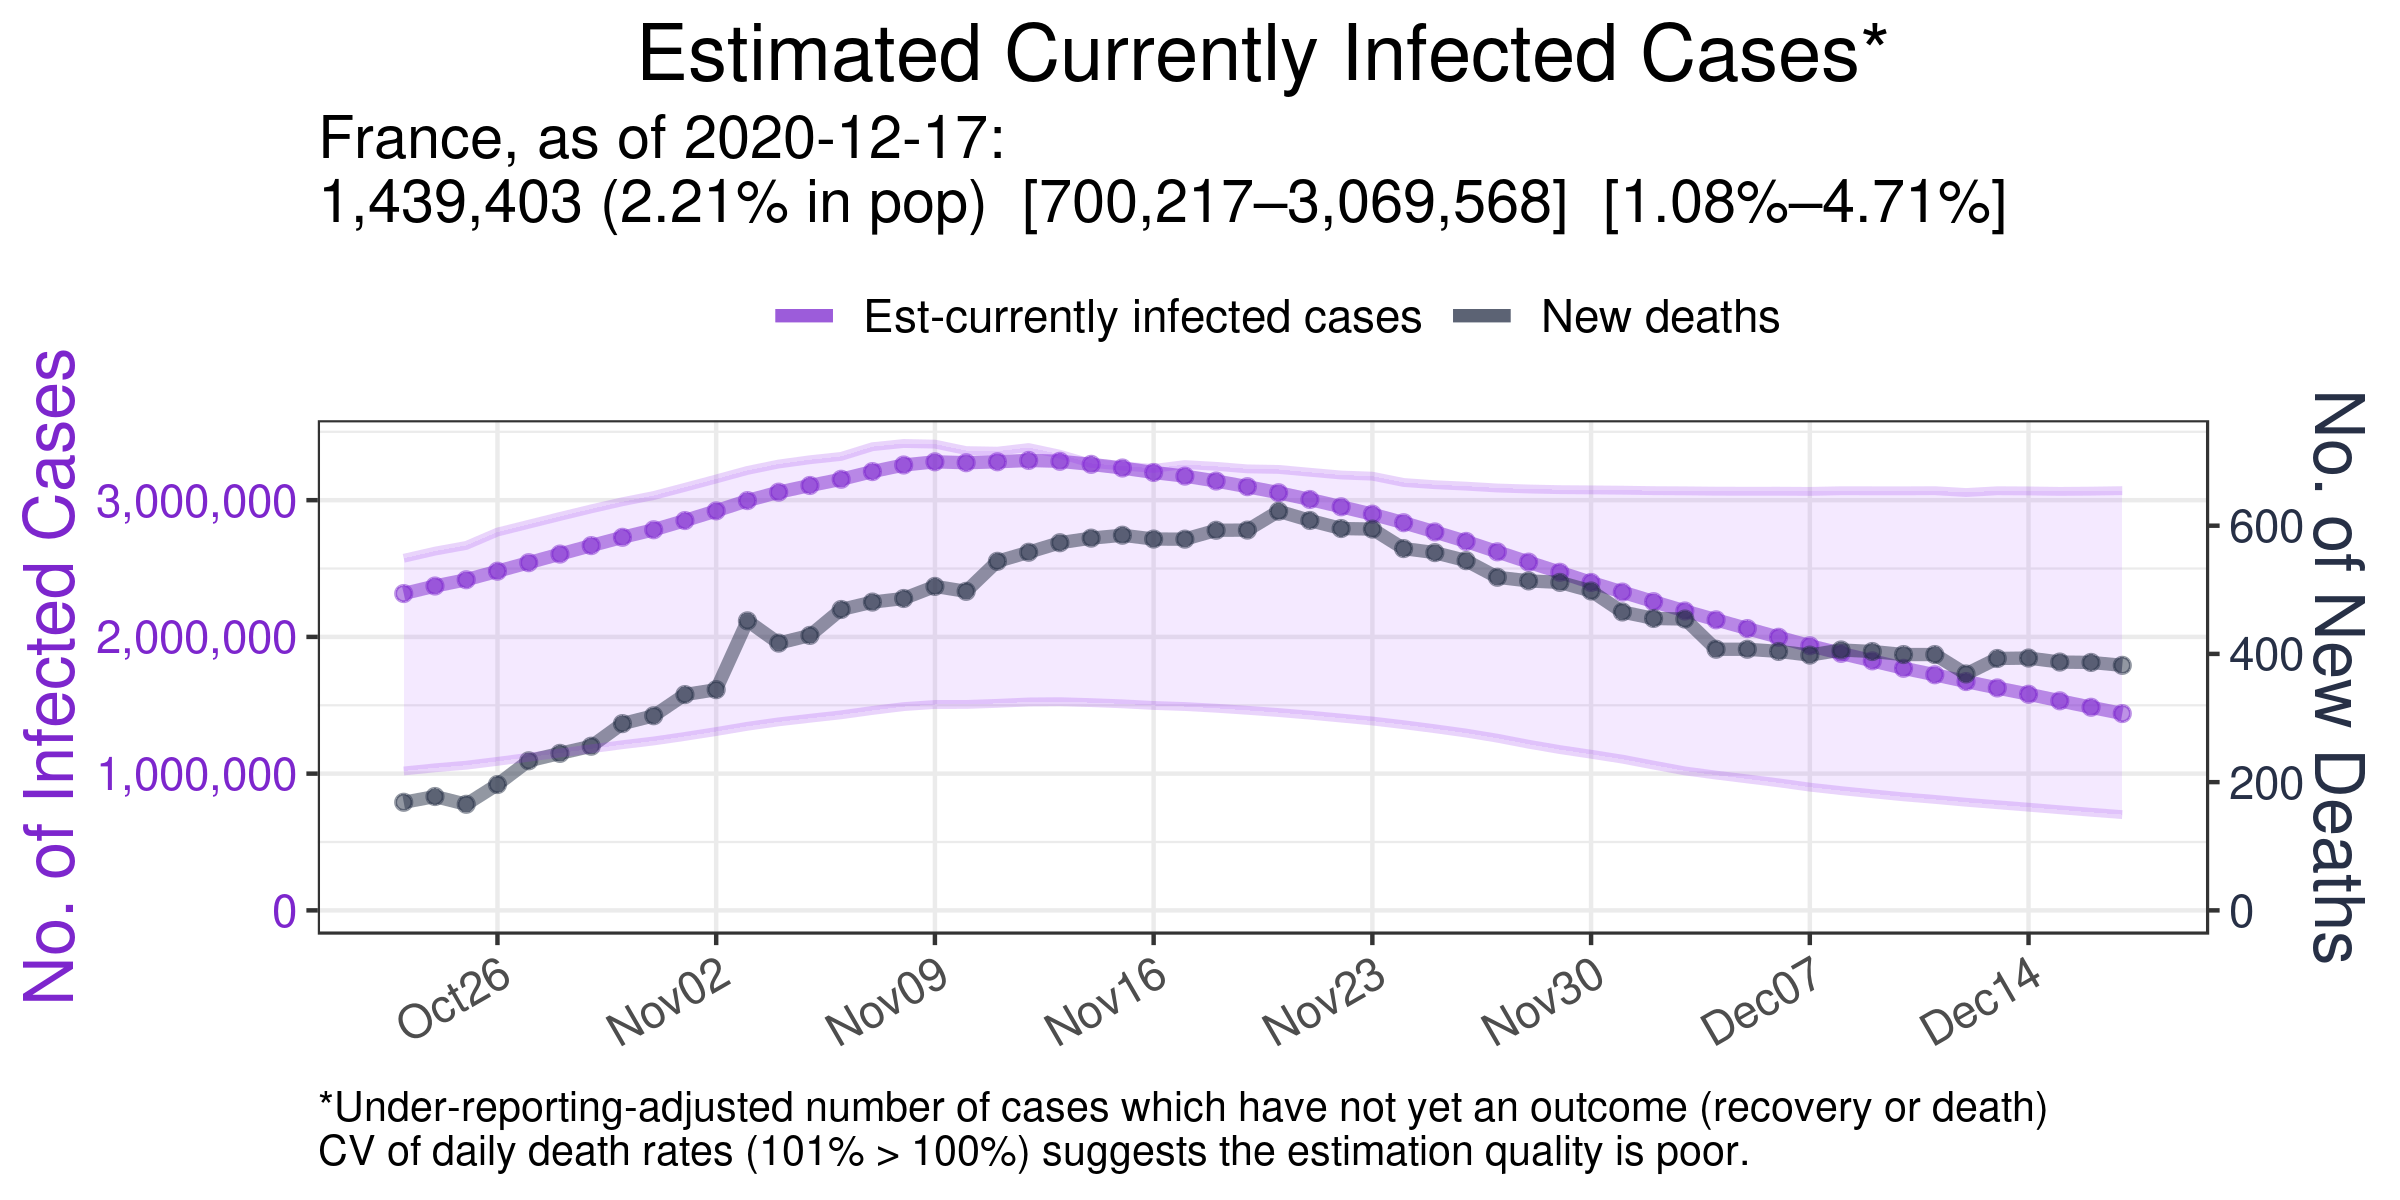 Estimated Currently Infected Cases*
France, as of 2020-12-17:
1,439,403 (2.21% in pop)  [700,217–3,069,568]  [1.08%–4.71%]
Est-currently infected cases
New deaths
No. of Infected Cases
3,000,000
2,000,000
1,000,000
0
600
400
200
0
No. of New Deaths
Oct26
Nov02
Nov09
Nov16
Nov23
Nov30
Dec07
Dec14
*Under-reporting-adjusted number of cases which have not yet an outcome (recovery or death)
CV of daily death rates (101% > 100%) suggests the estimation quality is poor.